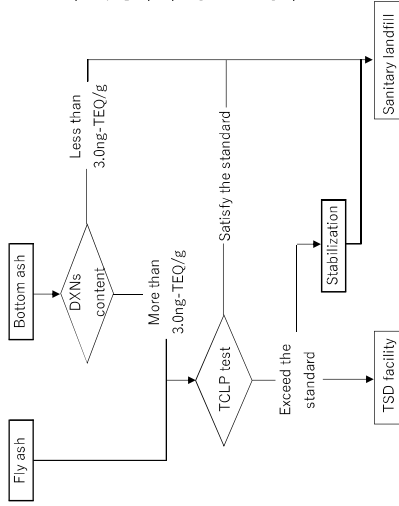 Fly ash
Bottom ash
DXNs
content
Less than
3.0ng-TEQ/g
More than
3.0ng-TEQ/g
TCLP test
Satisfy the standard
Exceed the
standard
Stabilization
TSD facility
Sanitary landfill